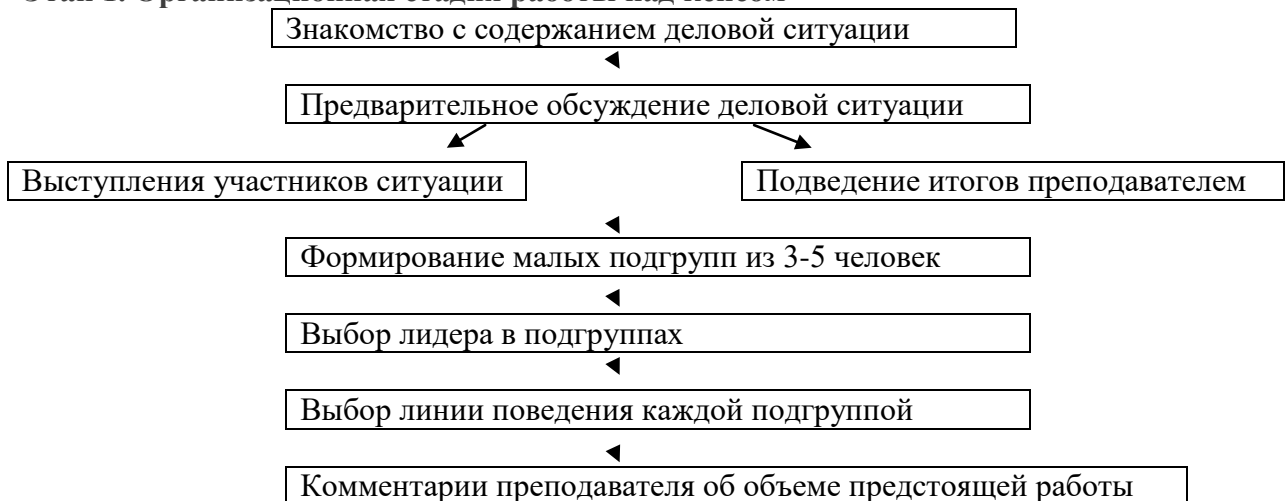 Этап 1. Организационная стадия работы над кейсом
Знакомство с содержанием деловой ситуации
Предварительное обсуждение деловой ситуации
Выступления участников ситуации
Подведение итогов преподавателем
Формирование малых подгрупп из 3-5 человек
Выбор лидера в подгруппах
Выбор линии поведения каждой подгруппой
Комментарии преподавателя об объеме предстоящей работы